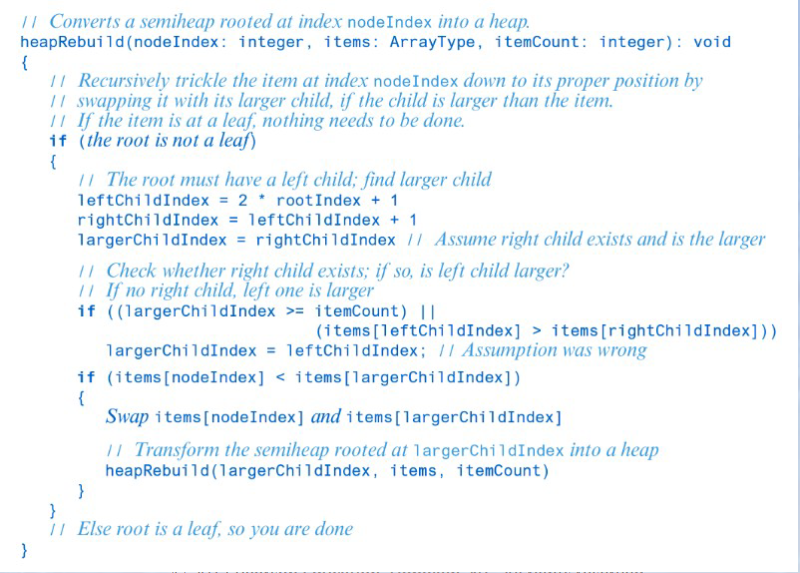 // Converts a semiheap rooted at index nodeIndex into a heap.
heapRebuild(nodeIndex: integer, items: ArrayType, itemCount: integer): void
{
// Recursively trickle the item at index nodeIndex down to its proper position by
// swapping it with its larger child, if the child is larger than the item.
// If the item is at a leaf, nothing needs to be done.
if (the root is not a leaf)
{
// The root must have a left child; find larger child
leftChildIndex = 2 * rootIndex + 1
rightChildIndex = leftChildIndex + 1
largerChildIndex = rightChildIndex // Assume right child exists and is the larger
// Check whether right child exists; if so, is left child larger?
// If no right child, left one is larger
if ((largerChildIndex >= itemCount) ||
(items[leftChildIndex] > items[rightChildIndex]))
largerChildIndex = leftChildIndex; // Assumption was wrong
if (items[nodeIndex] < items[largerChildIndex])
{
Swap items[nodeIndex] and items[largerChildIndex]
// Transform the semiheap rooted at largerChildIndex into a heap
heapRebuild(largerChildIndex, items, itemCount)
}
}
// Else root is a leaf, so you are done
}